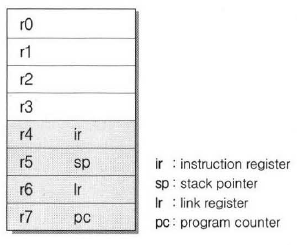 r0
r1
r2
r3
r4 ir
r5 sp
r6 lr
r7 pc
ir : instruction register
sp : stack pointer
lr : link register
pc : program counter